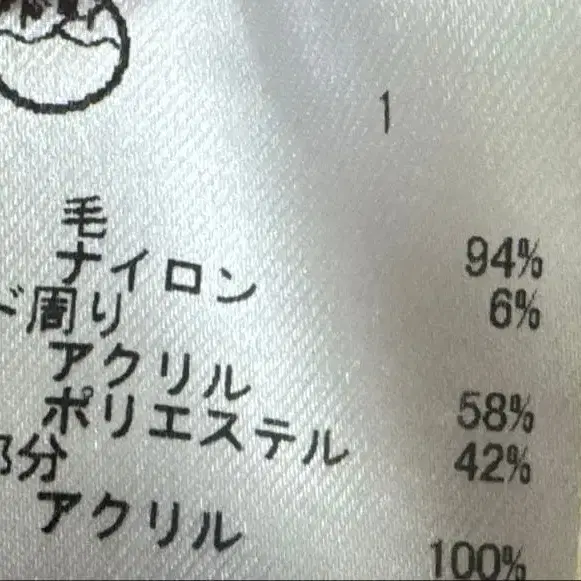 1
毛 94%
ナイロン 6%
ド周り
アクリル 58%
ポリエステル 42%
部分
アクリル 100%